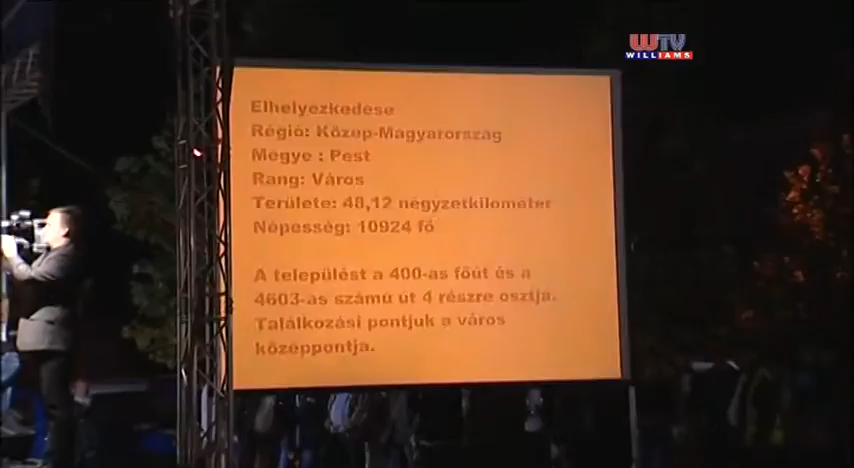 WTV
WILLIAMS
Elhelyezkedése
Régió: Közép-Magyarország
Megye : Pest
Rang: Város
Területe: 48,12 négyzetkilométer
Népesség: 10924 fő
A települést a 400-as főút és a
4603-as számú út 4 részre osztja.
Találkozási pontjuk a város
középpontja.